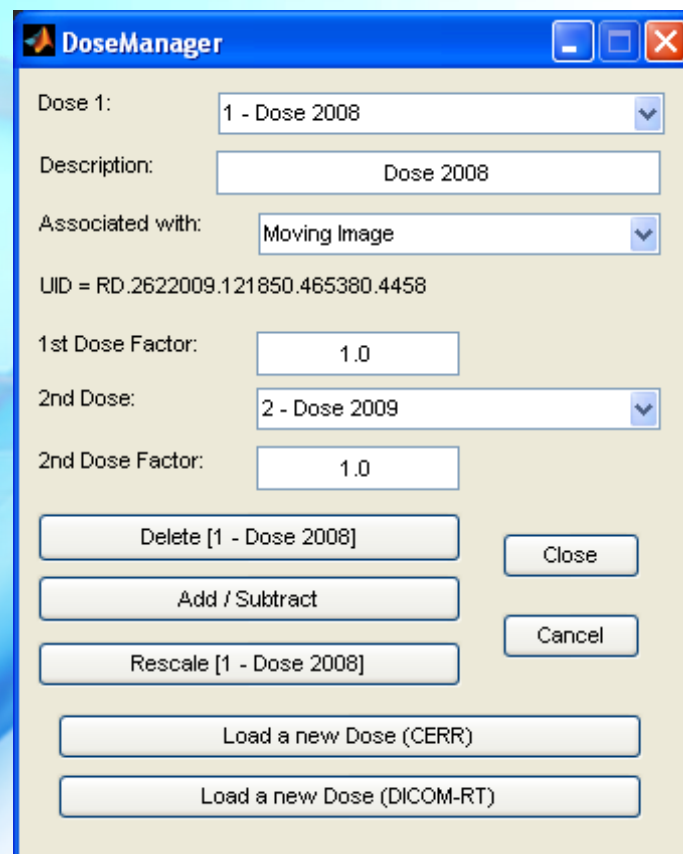 DoseManager
Dose 1: 1 - Dose 2008
Description: Dose 2008
Associated with: Moving Image
UID = RD.2622009.121850.465380.4458
1st Dose Factor: 1.0
2nd Dose: 2 - Dose 2009
2nd Dose Factor: 1.0
Delete [1 - Dose 2008]
Close
Add / Subtract
Cancel
Rescale [1 - Dose 2008]
Load a new Dose (CERR)
Load a new Dose (DICOM-RT)